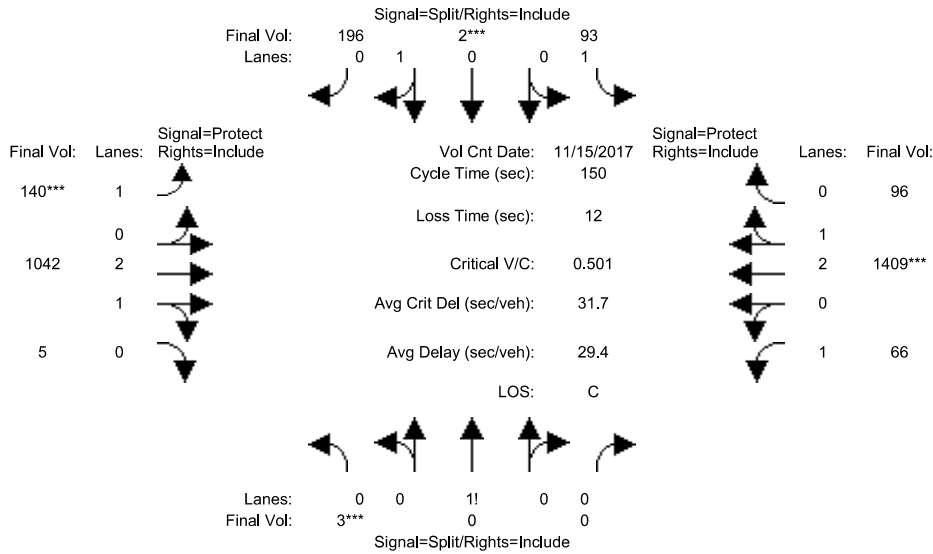 Signal=Split/Rights=Include
Final Vol: 196 2*** 93
Lanes: 0 1 0 0 1
Signal=Protect
Final Vol: Lanes: Rights=Include
Vol Cnt Date: 11/15/2017
Signal=Protect
Rights=Include Lanes: Final Vol:
Cycle Time (sec): 150
140*** 1
0 96
Loss Time (sec): 12
0
1
1042 2
Critical V/C: 0.501
2 1409***
1
Avg Crit Del (sec/veh): 31.7
0
5 0
Avg Delay (sec/veh): 29.4
1 66
LOS: C
Lanes: 0 0 1! 0 0
Final Vol: 3*** 0 0
Signal=Split/Rights=Include